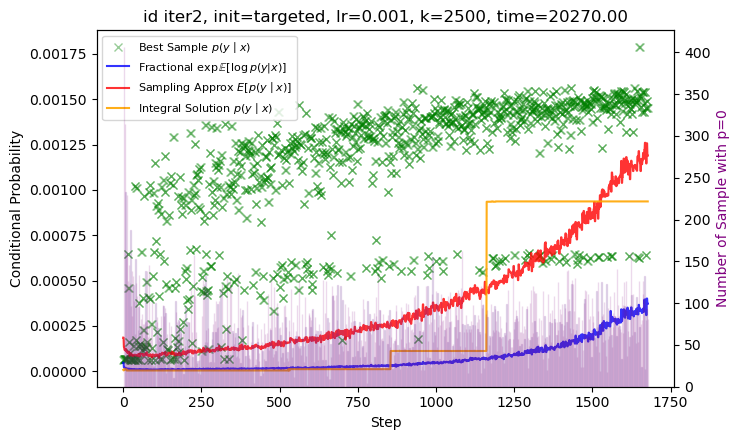 id iter2, init=targeted, lr=0.001, k=2500, time=20270.00
Best Sample p(y | x)
Fractional exp𝔼[log p(y|x)]
Sampling Approx E[p(y | x)]
Integral Solution p(y | x)
Conditional Probability
0.00175
0.00150
0.00125
0.00100
0.00075
0.00050
0.00025
0.00000
400
350
300
250
200
150
100
50
0
Number of Sample with p=0
0 250 500 750 1000 1250 1500 1750
Step